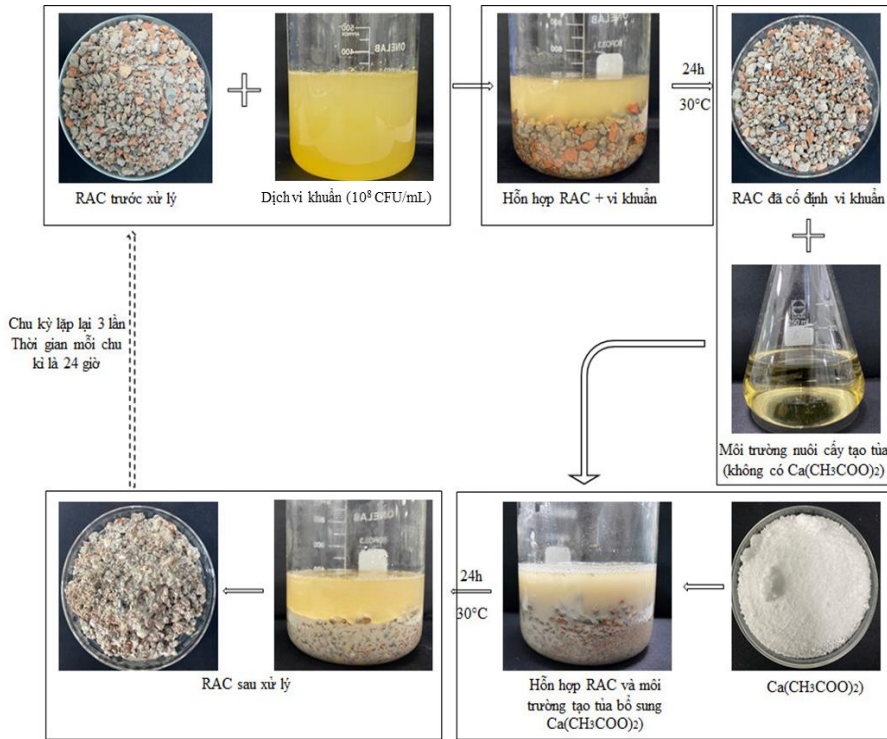 RAC trước xử lý
Dịch vi khuẩn (10⁸ CFU/mL)
500
400
ONELAB
Hỗn hợp RAC + vi khuẩn
24h
30°C
RAC đã cố định vi khuẩn
Môi trường nuôi cấy tạo tủa
(không có Ca(CH3COO)2)
Chu kỳ lặp lại 3 lần
Thời gian mỗi chu
kì là 24 giờ
RAC sau xử lý
24h
30°C
Hỗn hợp RAC và môi
trường tạo tủa bổ sung
Ca(CH3COO)2)
Ca(CH3COO)2)